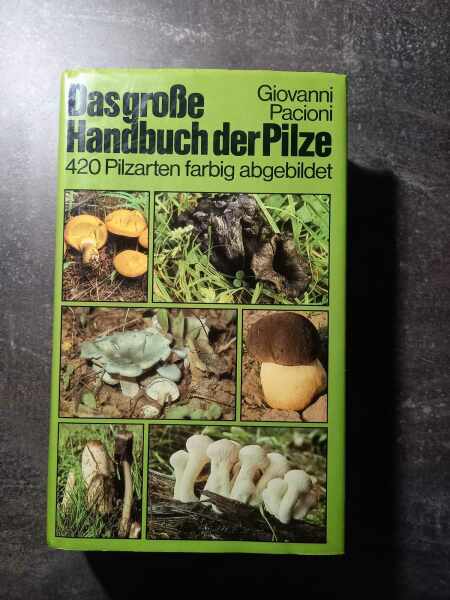 Das große
Handbuch der Pilze
Giovanni
Pacioni
420 Pilzarten farbig abgebildet